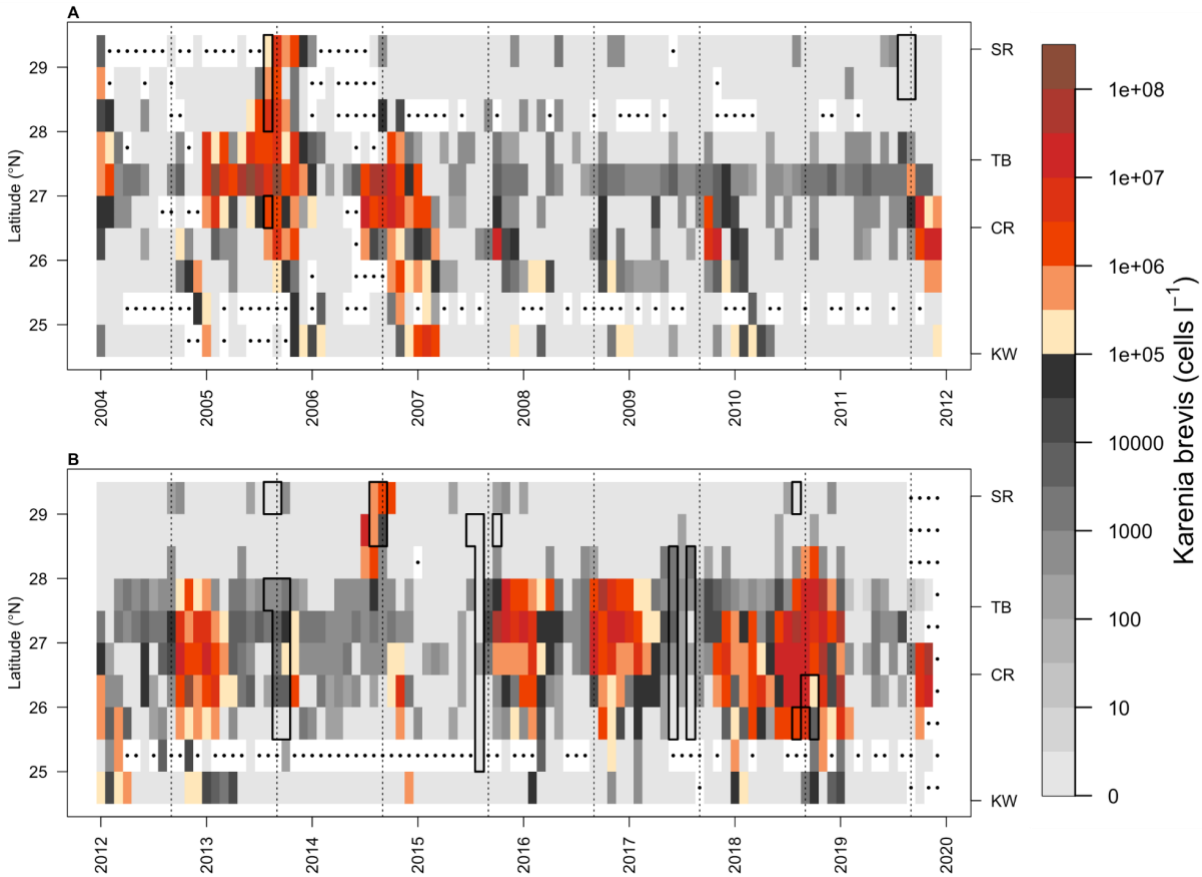 A
Latitude (°N)
29
28
27
26
25
SR
TB
CR
KW
2004
2005
2006
2007
2008
2009
2010
2011
2012
B
Latitude (°N)
29
28
27
26
25
SR
TB
CR
KW
2012
2013
2014
2015
2016
2017
2018
2019
2020
1e+08
1e+07
1e+06
1e+05
10000
1000
100
10
0
Karenia brevis (cells l⁻¹)